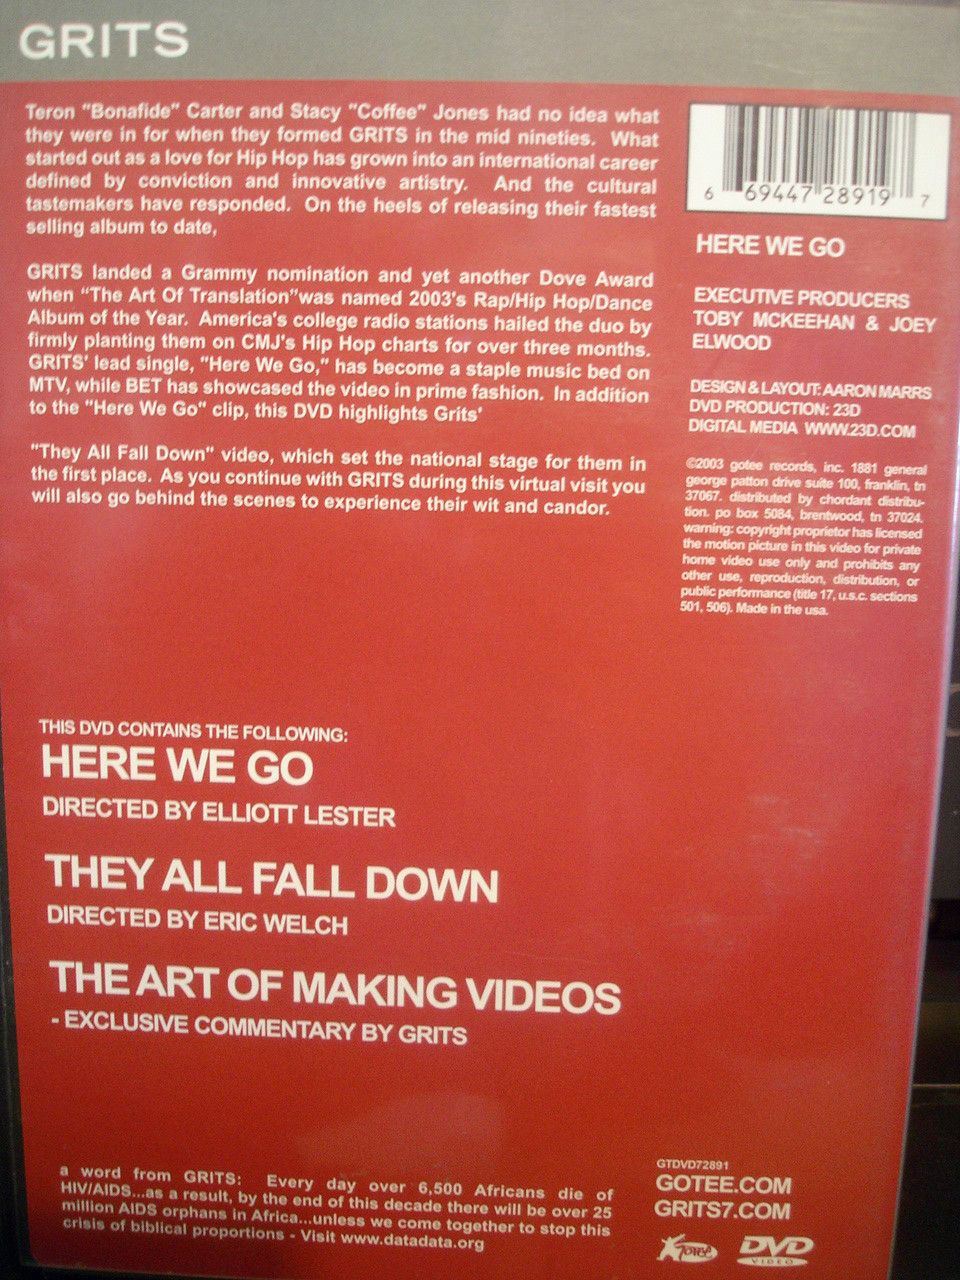 GRITS
Teron "Bonafide" Carter and Stacy "Coffee" Jones had no idea what
they were in for when they formed GRITS in the mid nineties. What
started out as a love for Hip Hop has grown into an international career
defined by conviction and innovative artistry. And the cultural
tastemakers have responded. On the heels of releasing their fastest
selling album to date,
GRITS landed a Grammy nomination and yet another Dove Award
when “The Art Of Translation”was named 2003's Rap/Hip Hop/Dance
Album of the Year. America's college radio stations hailed the duo by
firmly planting them on CMJ's Hip Hop charts for over three months.
GRITS' lead single, "Here We Go," has become a staple music bed on
MTV, while BET has showcased the video in prime fashion. In addition
to the "Here We Go" clip, this DVD highlights Grits'
"They All Fall Down" video, which set the national stage for them in
the first place. As you continue with GRITS during this virtual visit you
will also go behind the scenes to experience their wit and candor.
6 69447 28919 7
HERE WE GO
EXECUTIVE PRODUCERS
TOBY MCKEEHAN & JOEY
ELWOOD
DESIGN & LAYOUT: AARON MARRS
DVD PRODUCTION: 23D
DIGITAL MEDIA WWW.23D.COM
©2003 gotee records, inc. 1881 general
george patton drive suite 100, franklin, tn
37067. distributed by chordant distribu-
tion. po box 5084, brentwood, tn 37024.
warning: copyright proprietor has licensed
the motion picture in this video for private
home video use only and prohibits any
other use, reproduction, distribution, or
public performance (title 17, u.s.c. sections
501, 506). Made in the usa.
THIS DVD CONTAINS THE FOLLOWING:
HERE WE GO
DIRECTED BY ELLIOTT LESTER
THEY ALL FALL DOWN
DIRECTED BY ERIC WELCH
THE ART OF MAKING VIDEOS
- EXCLUSIVE COMMENTARY BY GRITS
a word from GRITS: Every day over 6,500 Africans die of
HIV/AIDS...as a result, by the end of this decade there will be over 25
million AIDS orphans in Africa...unless we come together to stop this
crisis of biblical proportions - Visit www.datadata.org
GTDVD72891
GOTEE.COM
GRITS7.COM
GOTEE
DVD
VIDEO